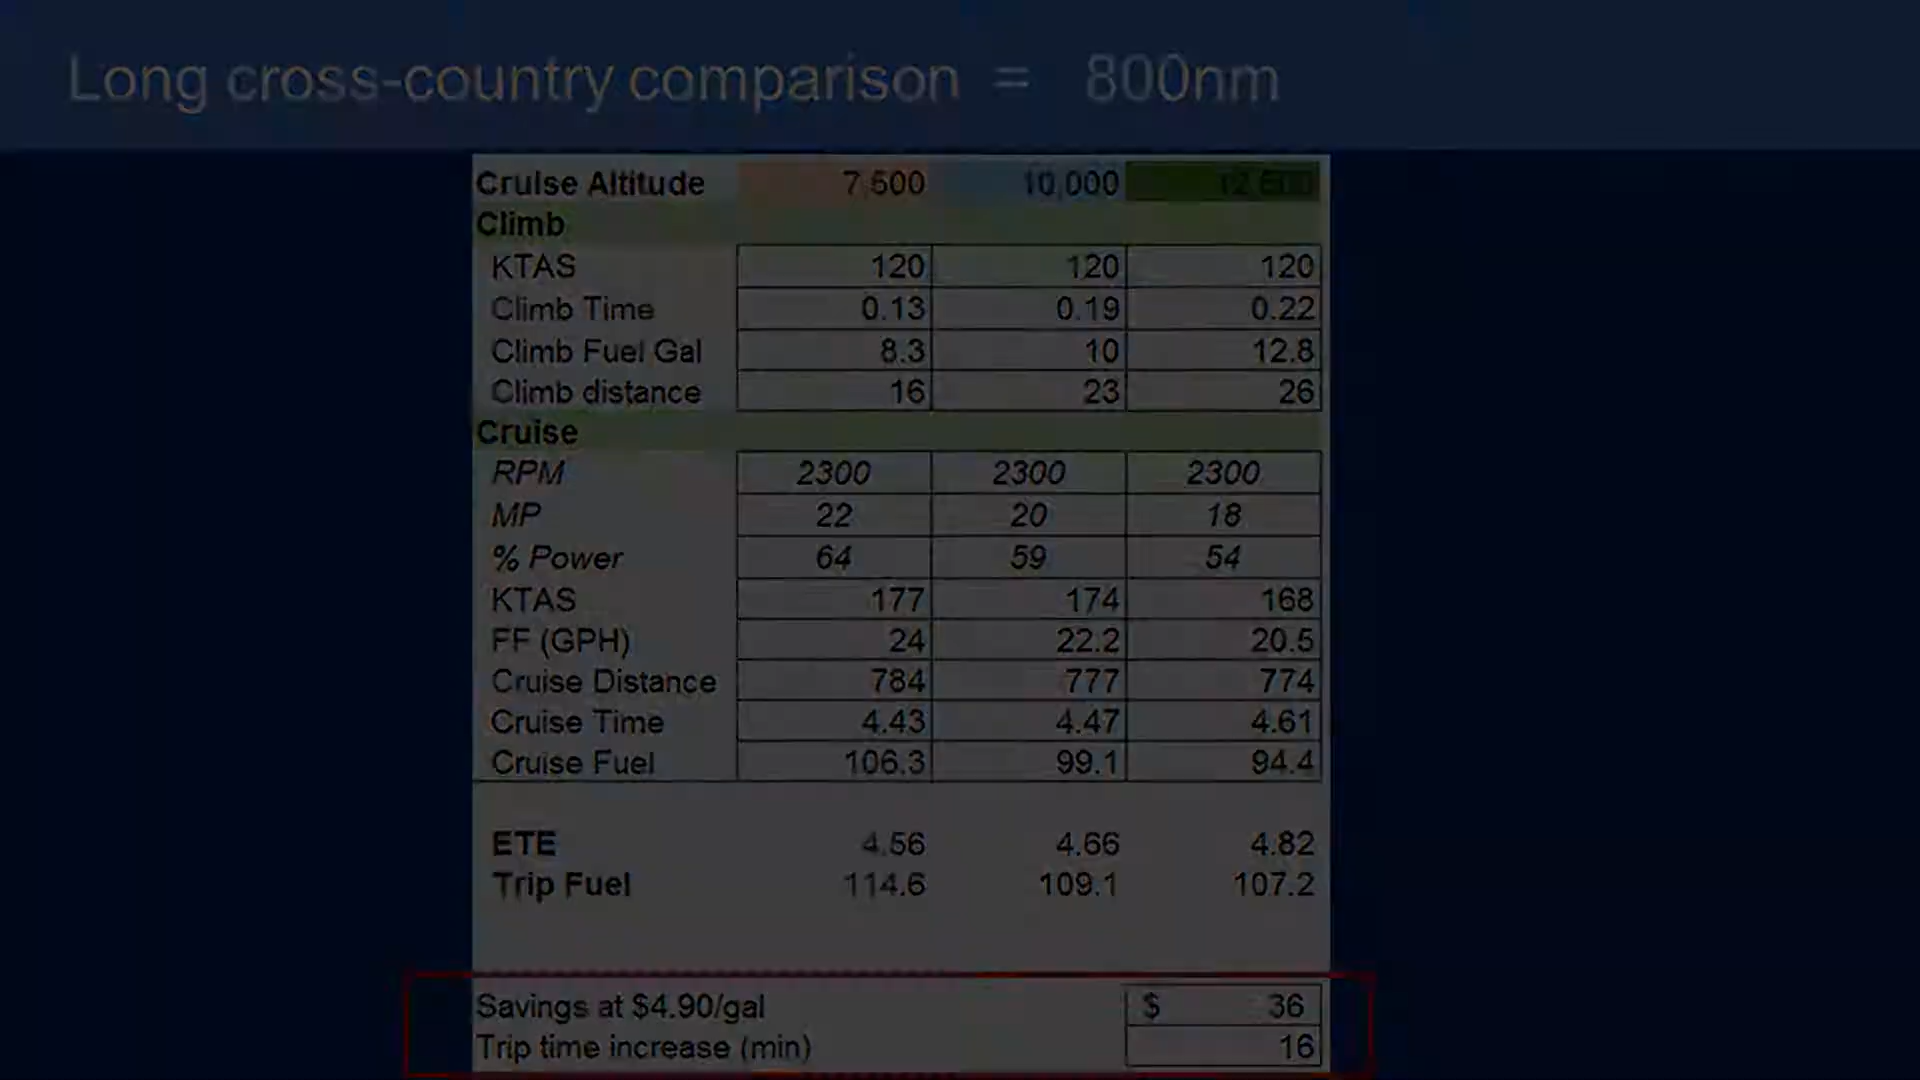 Long cross-country comparison = 800nm
Cruise Altitude 7,500 10,000 12,500
Climb
KTAS 120 120 120
Climb Time 0.13 0.19 0.22
Climb Fuel Gal 8.3 10 12.8
Climb distance 16 23 26
Cruise
RPM 2300 2300 2300
MP 22 20 18
% Power 64 59 54
KTAS 177 174 168
FF (GPH) 24 22.2 20.5
Cruise Distance 784 777 774
Cruise Time 4.43 4.47 4.61
Cruise Fuel 106.3 99.1 94.4
ETE 4.56 4.66 4.82
Trip Fuel 114.6 109.1 107.2
Savings at $4.90/gal $ 36
Trip time increase (min) 16